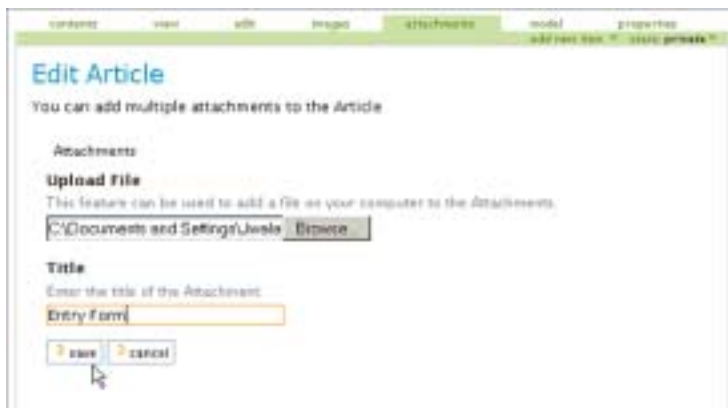 contents view edit images attachments model properties
add new item state: private
Edit Article
You can add multiple attachments to the Article
Attachments
Upload File
This feature can be used to add a file on your computer to the Attachments.
C:\Documents and Settings\Jwala Browse...
Title
Enter the title of the Attachment
Entry Form
save cancel